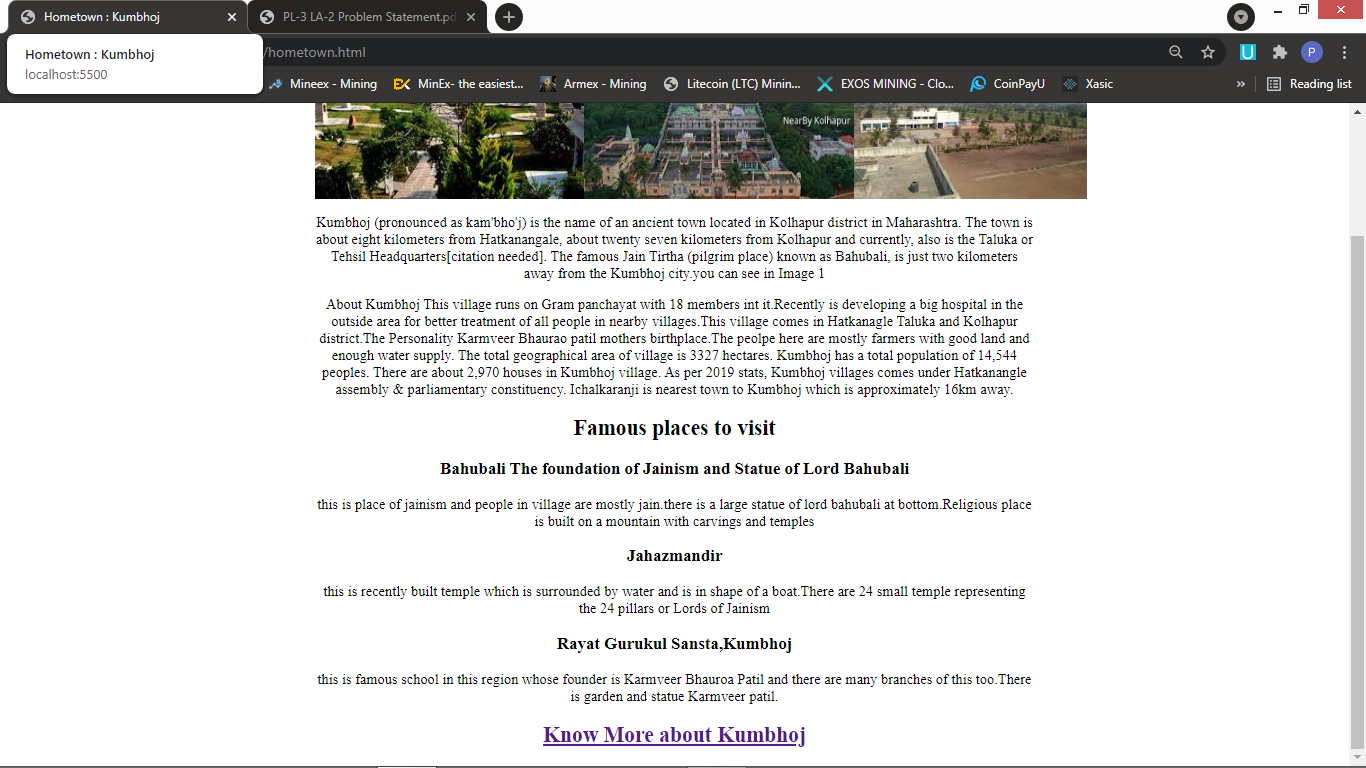 Hometown : Kumbhoj
PL-3 LA-2 Problem Statement.pd
Hometown : Kumbhoj
localhost:5500
/hometown.html
P
Mineex - Mining
MinEx- the easiest...
Armex - Mining
Litecoin (LTC) Minin...
EXOS MINING - Clo...
CoinPayU
Xasic
»
Reading list
NearBy Kolhapur
Kumbhoj (pronounced as kam'bho'j) is the name of an ancient town located in Kolhapur district in Maharashtra. The town is
about eight kilometers from Hatkanangale, about twenty seven kilometers from Kolhapur and currently, also is the Taluka or
Tehsil Headquarters[citation needed]. The famous Jain Tirtha (pilgrim place) known as Bahubali, is just two kilometers
away from the Kumbhoj city.you can see in Image 1
About Kumbhoj This village runs on Gram panchayat with 18 members int it.Recently is developing a big hospital in the
outside area for better treatment of all people in nearby villages.This village comes in Hatkanagle Taluka and Kolhapur
district.The Personality Karmveer Bhaurao patil mothers birthplace.The peolpe here are mostly farmers with good land and
enough water supply. The total geographical area of village is 3327 hectares. Kumbhoj has a total population of 14,544
peoples. There are about 2,970 houses in Kumbhoj village. As per 2019 stats, Kumbhoj villages comes under Hatkanangle
assembly & parliamentary constituency. Ichalkaranji is nearest town to Kumbhoj which is approximately 16km away.
Famous places to visit
Bahubali The foundation of Jainism and Statue of Lord Bahubali
this is place of jainism and people in village are mostly jain.there is a large statue of lord bahubali at bottom.Religious place
is built on a mountain with carvings and temples
Jahazmandir
this is recently built temple which is surrounded by water and is in shape of a boat.There are 24 small temple representing
the 24 pillars or Lords of Jainism
Rayat Gurukul Sansta,Kumbhoj
this is famous school in this region whose founder is Karmveer Bhauroa Patil and there are many branches of this too.There
is garden and statue Karmveer patil.
Know More about Kumbhoj